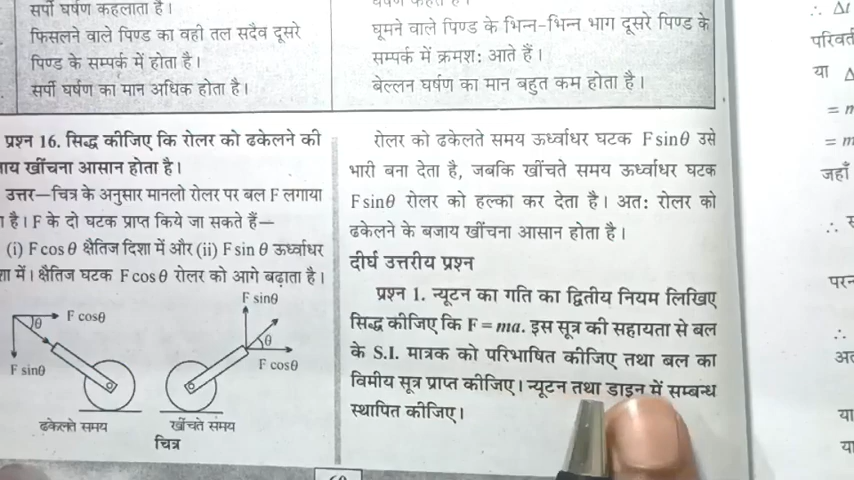 सर्पी घर्षण कहलाता है।
फिसलने वाले पिण्ड का वही तल सदैव दूसरे
पिण्ड के सम्पर्क में होता है।
सर्पी घर्षण का मान अधिक होता है।
घूमने वाले पिण्ड के भिन्न-भिन्न भाग दूसरे पिण्ड के
सम्पर्क में क्रमश: आते हैं।
बेल्लन घर्षण का मान बहुत कम होता है।
प्रश्न 16. सिद्ध कीजिए कि रोलर को ढकेलने की
खींचना आसान होता है।
उत्तर—चित्र के अनुसार मानलो रोलर पर बल F लगाया
है। F के दो घटक प्राप्त किये जा सकते हैं—
(i) F cos θ क्षैतिज दिशा में और (ii) F sin θ ऊर्ध्वाधर
में। क्षैतिज घटक F cos θ रोलर को आगे बढ़ाता है।
F cosθ
θ
F sinθ
ढकेलते समय
F sinθ
θ
F cosθ
खींचते समय
चित्र
रोलर को ढकेलते समय ऊर्ध्वाधर घटक F sinθ उसे
भारी बना देता है, जबकि खींचते समय ऊर्ध्वाधर घटक
F sinθ रोलर को हल्का कर देता है। अत: रोलर को
ढकेलने के बजाय खींचना आसान होता है।
दीर्घ उत्तरीय प्रश्न
प्रश्न 1. न्यूटन का गति का द्वितीय नियम लिखिए
सिद्ध कीजिए कि F = ma. इस सूत्र की सहायता से बल
के S.I. मात्रक को परिभाषित कीजिए तथा बल का
विमीय सूत्र प्राप्त कीजिए। न्यूटन तथा डाइन में सम्बन्ध
स्थापित कीजिए।
∴ Δt
या Δ
जहाँ
∴
∴
या
या